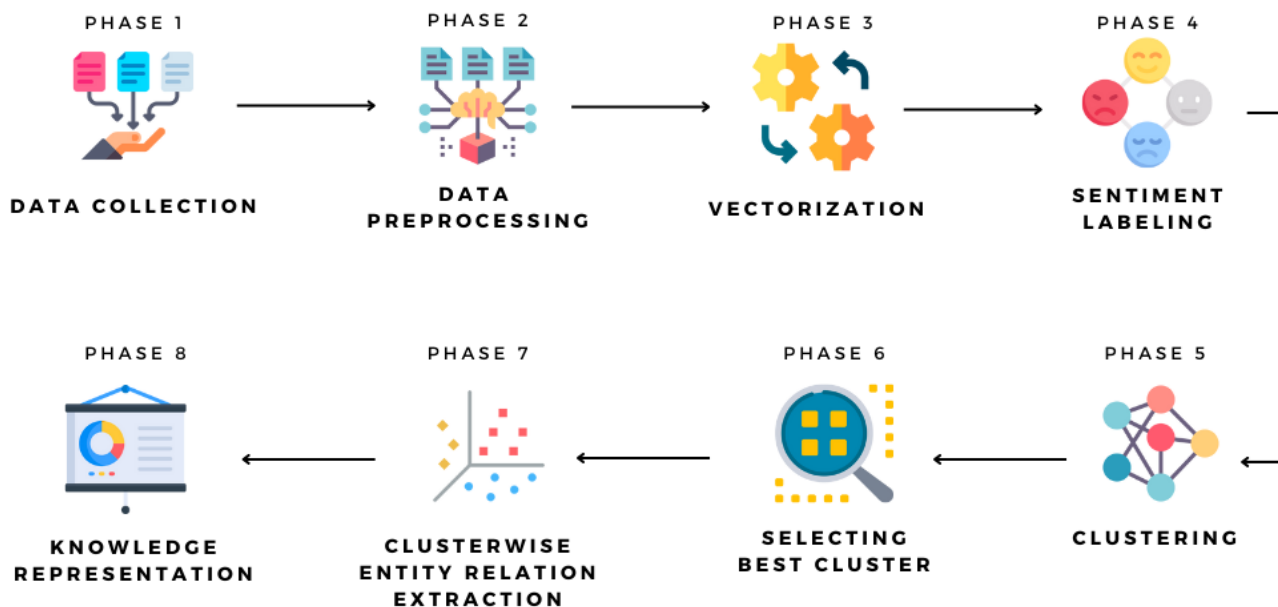 PHASE 1
DATA COLLECTION
PHASE 2
DATA
PREPROCESSING
PHASE 3
VECTORIZATION
PHASE 4
SENTIMENT
LABELING
PHASE 8
KNOWLEDGE
REPRESENTATION
PHASE 7
CLUSTERWISE
ENTITY RELATION
EXTRACTION
PHASE 6
SELECTING
BEST CLUSTER
PHASE 5
CLUSTERING